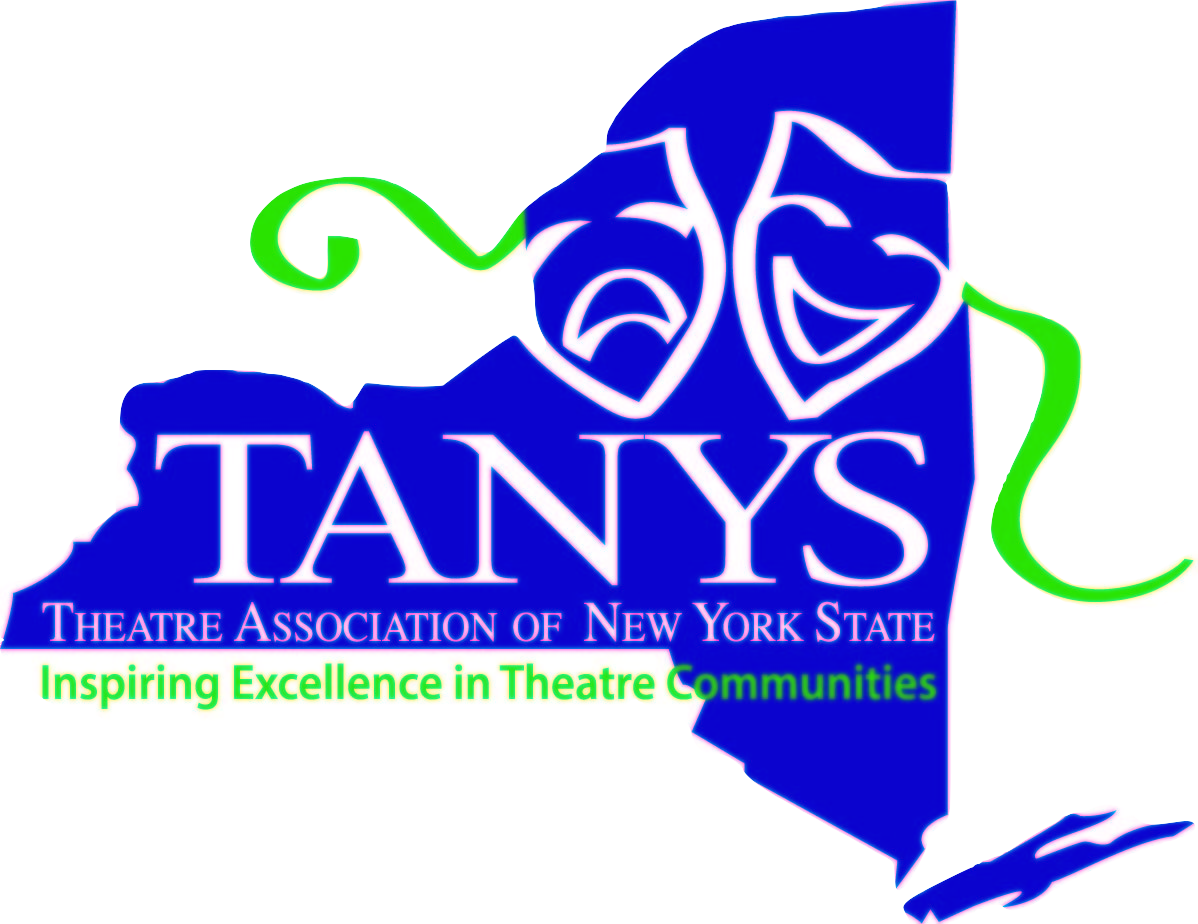 TANYS
THEATRE ASSOCIATION OF NEW YORK STATE
Inspiring Excellence in Theatre Communities